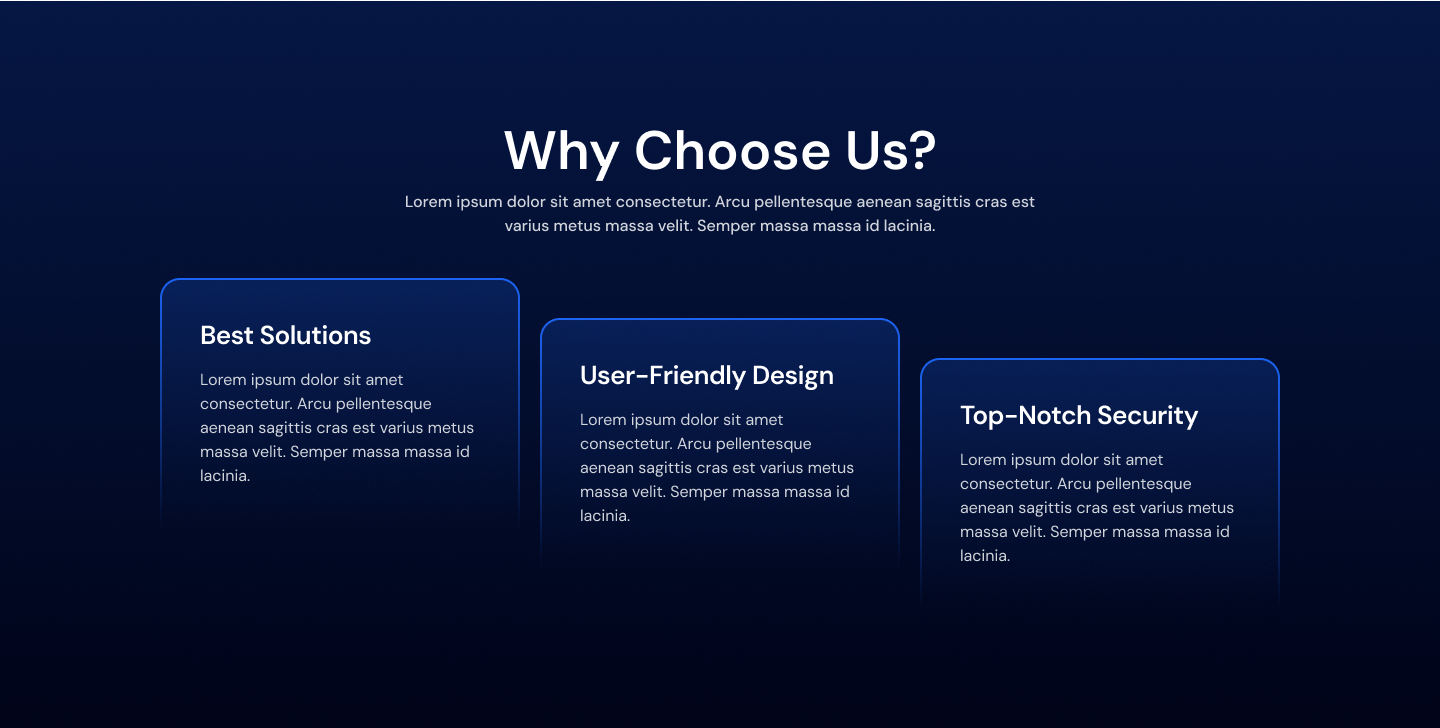 Why Choose Us?
Lorem ipsum dolor sit amet consectetur. Arcu pellentesque aenean sagittis cras est
varius metus massa velit. Semper massa massa id lacinia.
Best Solutions
Lorem ipsum dolor sit amet
consectetur. Arcu pellentesque
aenean sagittis cras est varius metus
massa velit. Semper massa massa id
lacinia.
User-Friendly Design
Lorem ipsum dolor sit amet
consectetur. Arcu pellentesque
aenean sagittis cras est varius metus
massa velit. Semper massa massa id
lacinia.
Top-Notch Security
Lorem ipsum dolor sit amet
consectetur. Arcu pellentesque
aenean sagittis cras est varius metus
massa velit. Semper massa massa id
lacinia.